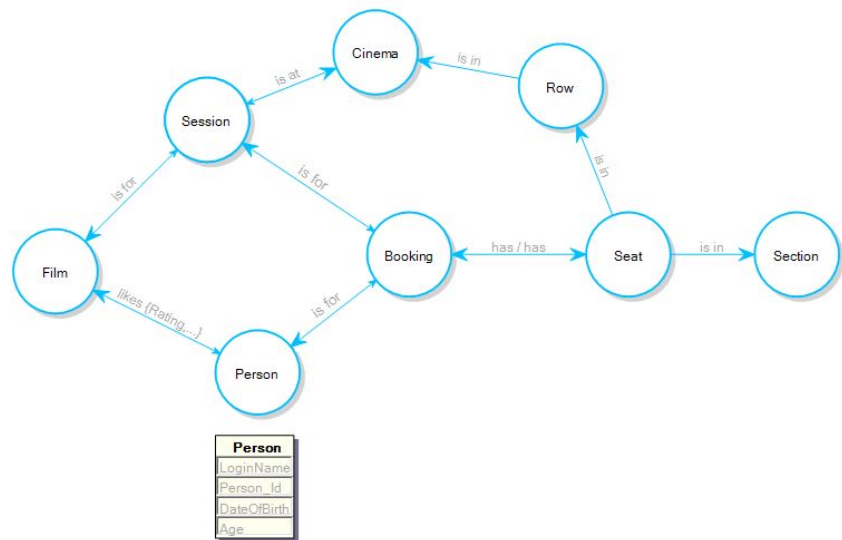 Cinema
is in
Row
is at
Session
is in
is for
is for
Film
Booking
has / has
Seat
is in
Section
likes {Rating,...}
is for
Person
Person
LoginName
Person_Id
DateOfBirth
Age